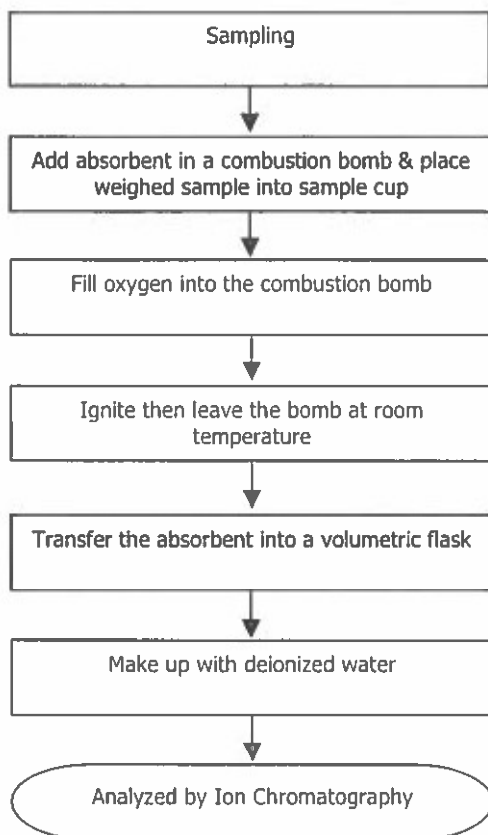 Sampling
Add absorbent in a combustion bomb & place
weighed sample into sample cup
Fill oxygen into the combustion bomb
Ignite then leave the bomb at room
temperature
Transfer the absorbent into a volumetric flask
Make up with deionized water
Analyzed by Ion Chromatography